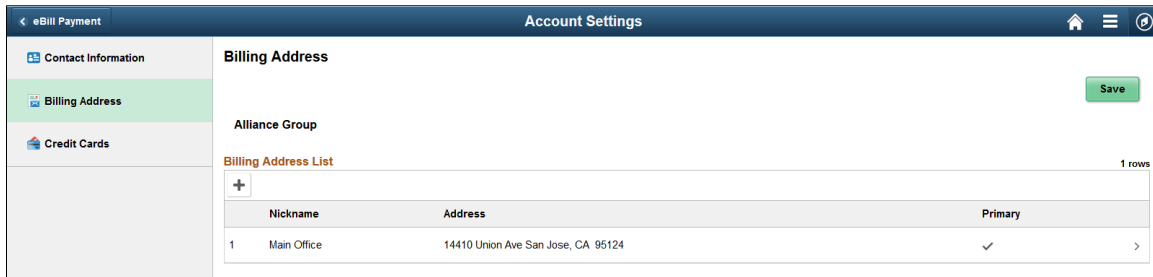 eBill Payment
Account Settings
Contact Information
Billing Address
Credit Cards
Billing Address
Save
Alliance Group
Billing Address List
1 rows
Nickname Address Primary
1 Main Office 14410 Union Ave San Jose, CA 95124